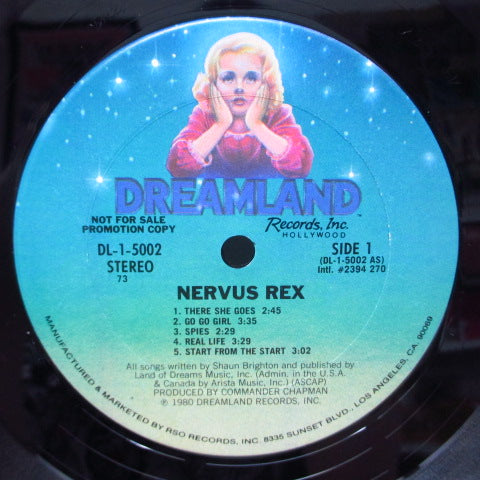 DREAMLAND™
Records, Inc.
HOLLYWOOD
NOT FOR SALE
PROMOTION COPY
DL-1-5002
STEREO
73
SIDE 1
(DL-1-5002 AS)
Intl. #2394 270
NERVUS REX
1. THERE SHE GOES 2:45
2. GO GO GIRL 3:35
3. SPIES 2:29
4. REAL LIFE 3:29
5. START FROM THE START 3:02
All songs written by Shaun Brighton and published by
Land of Dreams Music, Inc. (Admin. in the U.S.A.
& Canada by Arista Music, Inc.) (ASCAP)
PRODUCED BY COMMANDER CHAPMAN
℗ 1980 DREAMLAND RECORDS, INC.
MANUFACTURED & MARKETED BY RSO RECORDS, INC. 8335 SUNSET BLVD., LOS ANGELES, CA. 90069